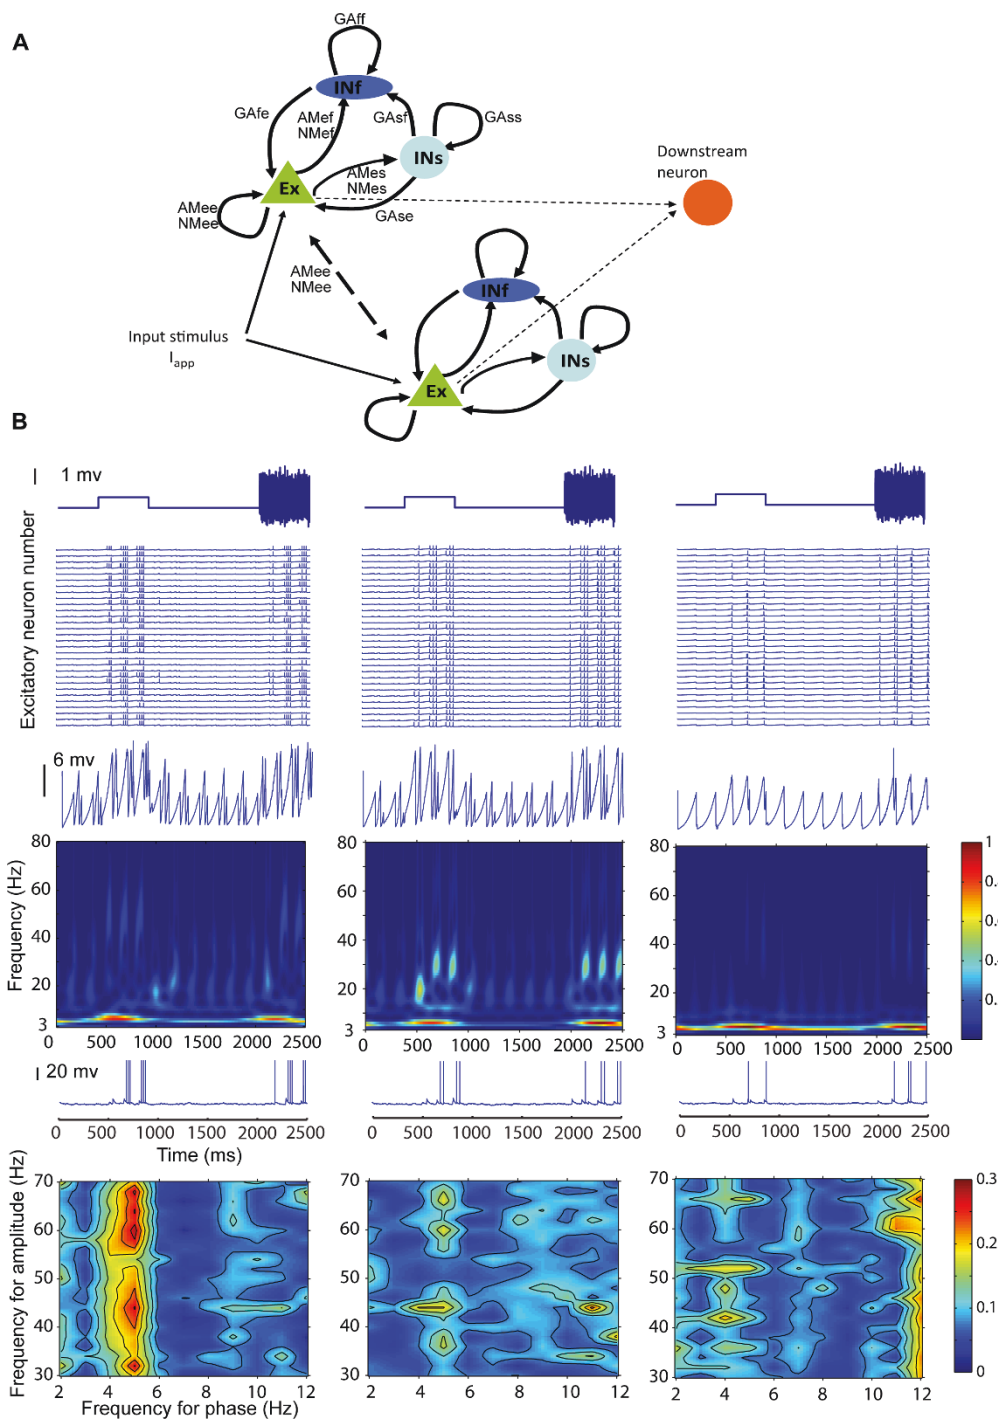 A
GAff
INf
GAfe
AMef
NMef
GAsf
GAss
INs
Downstream
neuron
Ex
AMes
NMes
AMee
NMee
GAse
AMee
NMee
INf
Input stimulus
Iapp
INs
Ex
B
1 mv
Excitatory neuron number
6 mv
Frequency (Hz)
80
60
40
20
3
0 500 1000 1500 2000 2500
80
60
40
20
3
0 500 1000 1500 2000 2500
80
60
40
20
3
0 500 1000 1500 2000 2500
1
0.
0.
0.
0.
20 mv
0 500 1000 1500 2000 2500
Time (ms)
0 500 1000 1500 2000 2500
0 500 1000 1500 2000 2500
Frequency for amplitude (Hz)
70
60
50
40
30
2 4 6 8 10 12
Frequency for phase (Hz)
70
60
50
40
30
2 4 6 8 10 12
70
60
50
40
30
2 4 6 8 10 12
0.3
0.2
0.1
0